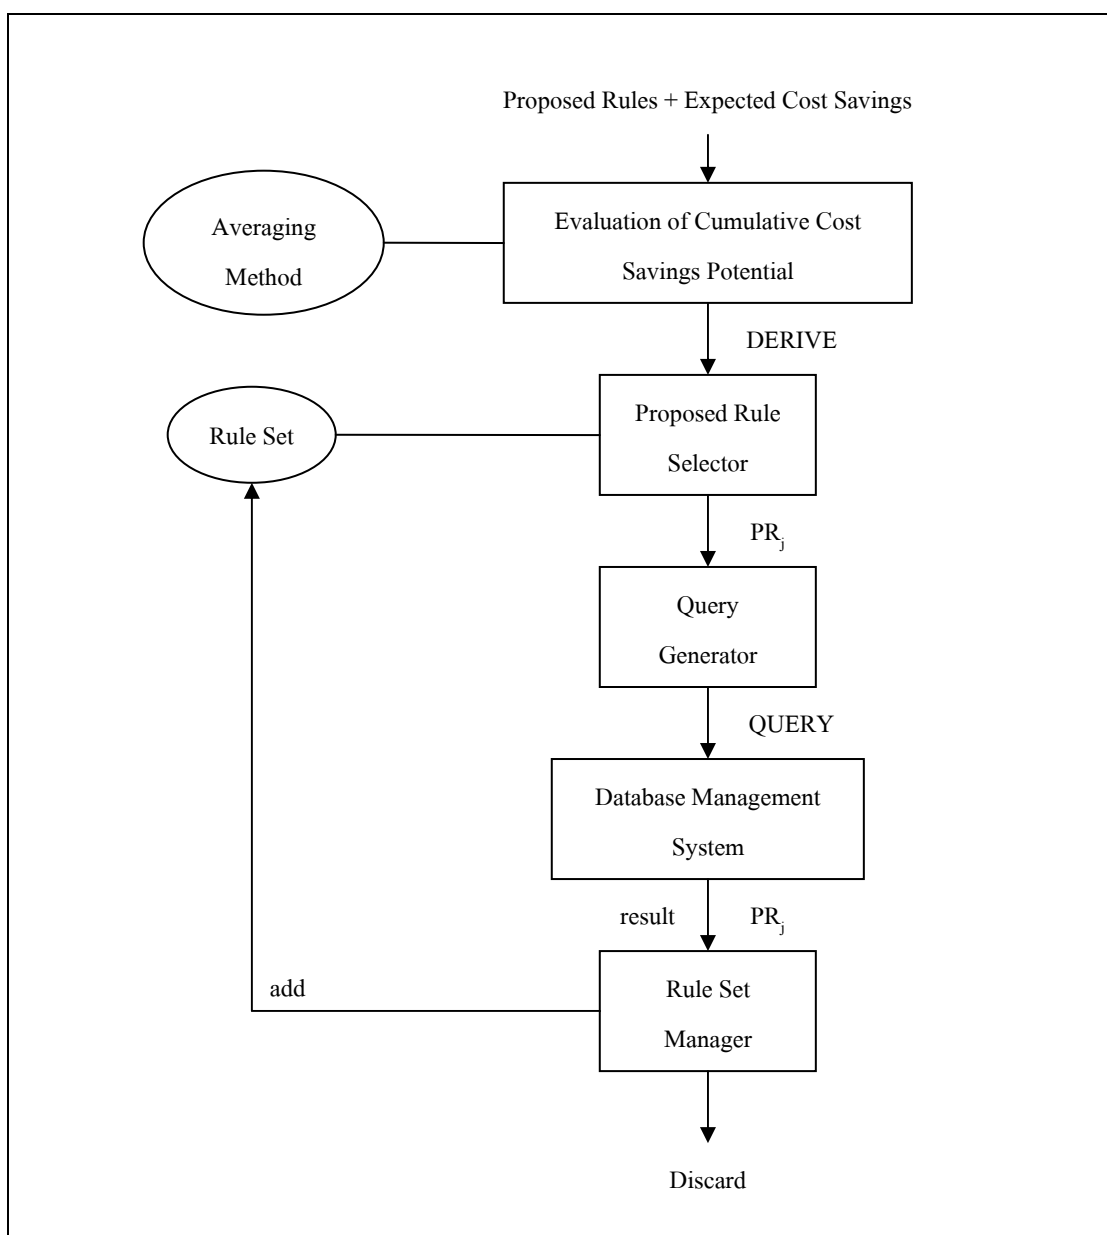 Proposed Rules + Expected Cost Savings
Averaging
Method
Evaluation of Cumulative Cost
Savings Potential
DERIVE
Rule Set
Proposed Rule
Selector
PRj
Query
Generator
QUERY
Database Management
System
result
PRj
add
Rule Set
Manager
Discard